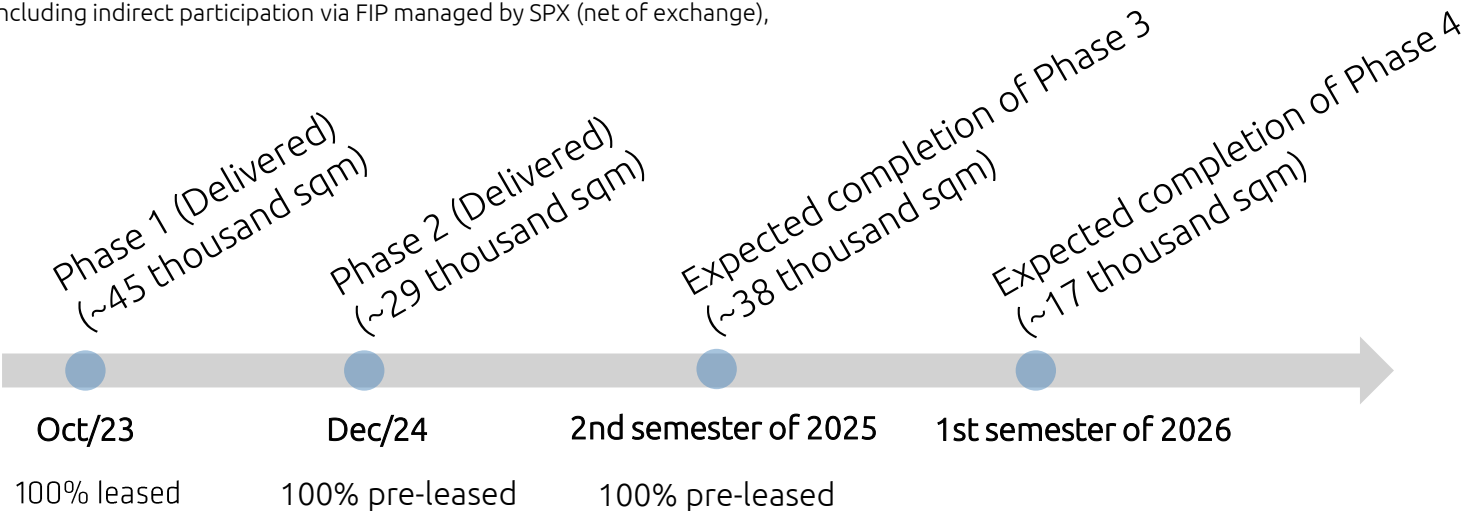 ncluding indirect participation via FIP managed by SPX (net of exchange),
Phase 1 (Delivered)
(~45 thousand sqm)
Phase 2 (Delivered)
(~29 thousand sqm)
Expected completion of Phase 3
(~38 thousand sqm)
Expected completion of Phase 4
(~17 thousand sqm)
Oct/23
Dec/24
2nd semester of 2025
1st semester of 2026
100% leased
100% pre-leased
100% pre-leased